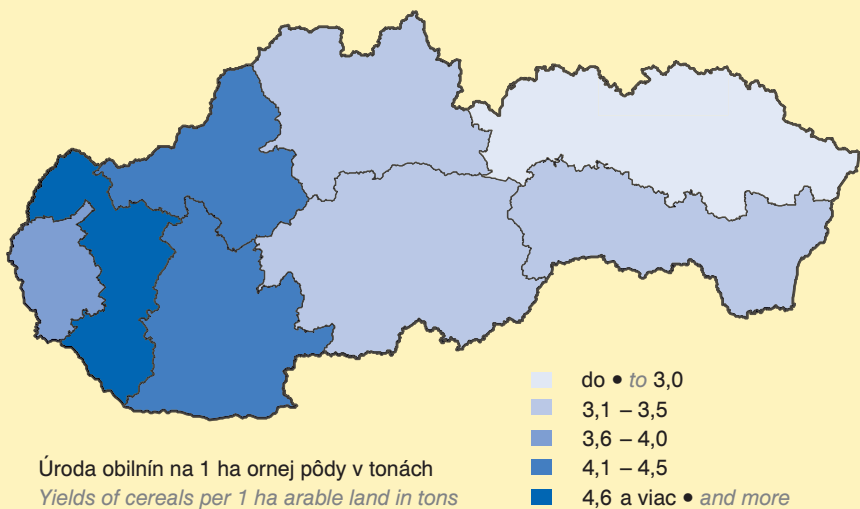 do • to 3,0
3,1 – 3,5
3,6 – 4,0
4,1 – 4,5
4,6 a viac • and more
Úroda obilnín na 1 ha ornej pôdy v tonách
Yields of cereals per 1 ha arable land in tons